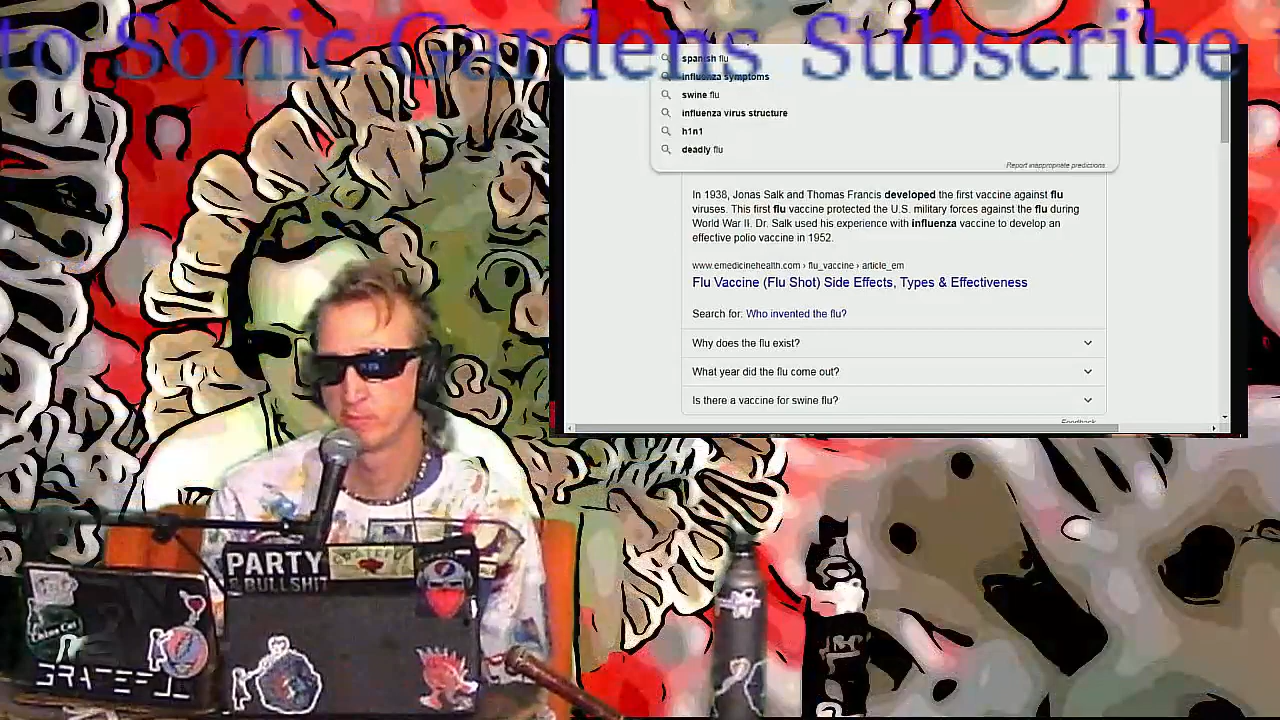 to Sonic Gardens Subscribe
spanish flu
influenza symptoms
swine flu
influenza virus structure
h1n1
deadly flu
Report inappropriate predictions
In 1938, Jonas Salk and Thomas Francis developed the first vaccine against flu
viruses. This first flu vaccine protected the U.S. military forces against the flu during
World War II. Dr. Salk used his experience with influenza vaccine to develop an
effective polio vaccine in 1952.
www.emedicinehealth.com › flu_vaccine › article_em
Flu Vaccine (Flu Shot) Side Effects, Types & Effectiveness
Search for: Who invented the flu?
Why does the flu exist?
What year did the flu come out?
Is there a vaccine for swine flu?
Feedback
PARTY
& BULLSHIT
China Cat
GRATEFUL